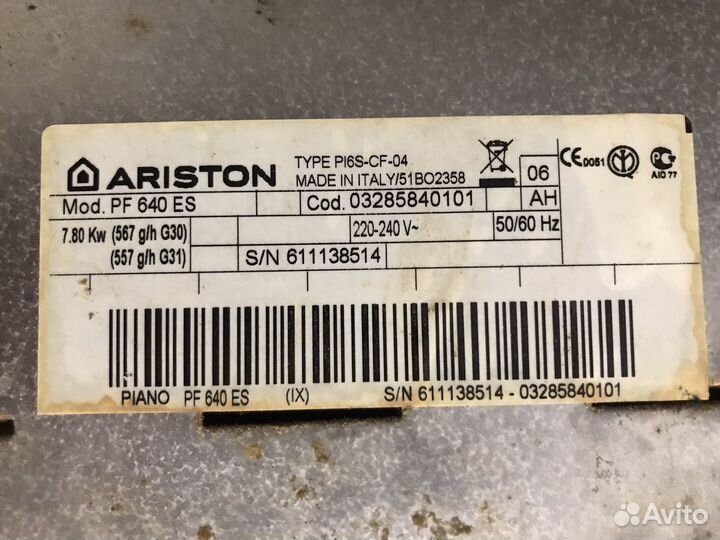 ARISTON
TYPE PI6S-CF-04
MADE IN ITALY/51BO2358
06
CE 0051
AIO 77
Mod. PF 640 ES
Cod. 03285840101
AH
7.80 Kw (567 g/h G30)
220-240 V~
50/60 Hz
(557 g/h G31)
S/N 611138514
PIANO PF 640 ES (IX) S/N 611138514 - 03285840101
Avito